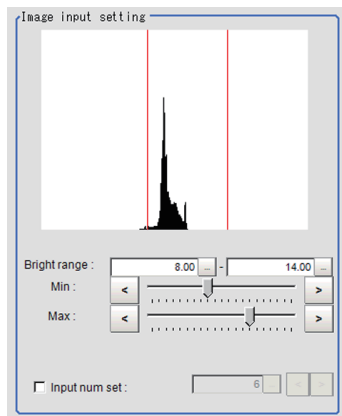 Image input setting
Bright range : 8.00 ... - 14.00 ...
Min : < >
Max : < >
Input num set : 6 ... < >